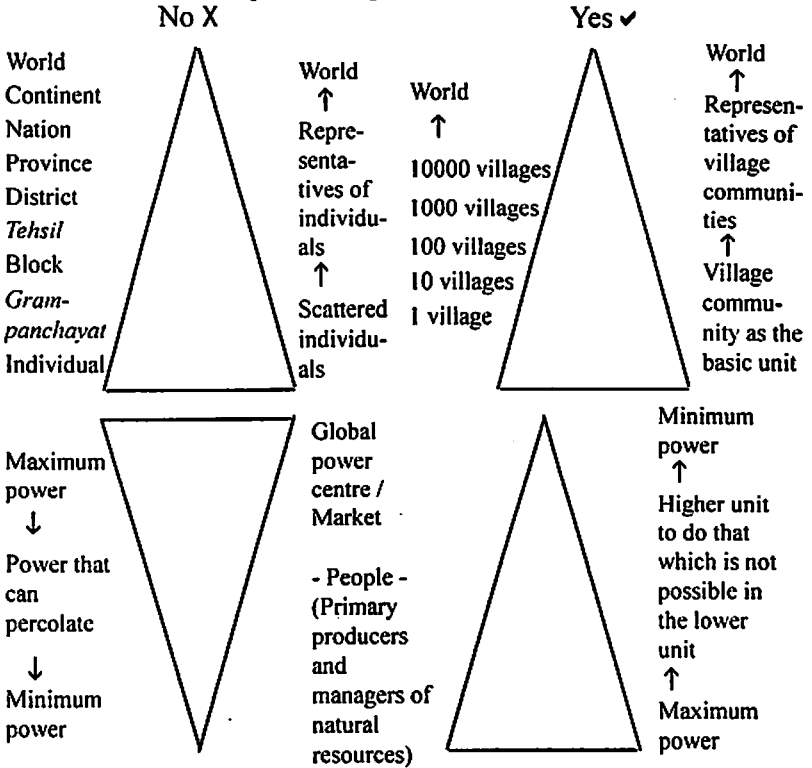 No X
World
Continent
Nation
Province
District
Tehsil
Block
Gram-
panchayat
Individual
World
↑
Repre-
senta-
tives of
individu-
als
↑
Scattered
individu-
als
Yes ✔
World
↑
10000 villages
1000 villages
100 villages
10 villages
1 village
World
↑
Represen-
tatives of
village
communi-
ties
↑
Village
commu-
nity as the
basic unit
Maximum
power
↓
Power that
can
percolate
↓
Minimum
power
Global
power
centre /
Market
- People -
(Primary
producers
and
managers of
natural
resources)
Minimum
power
↑
Higher unit
to do that
which is not
possible in
the lower
unit
↑
Maximum
power